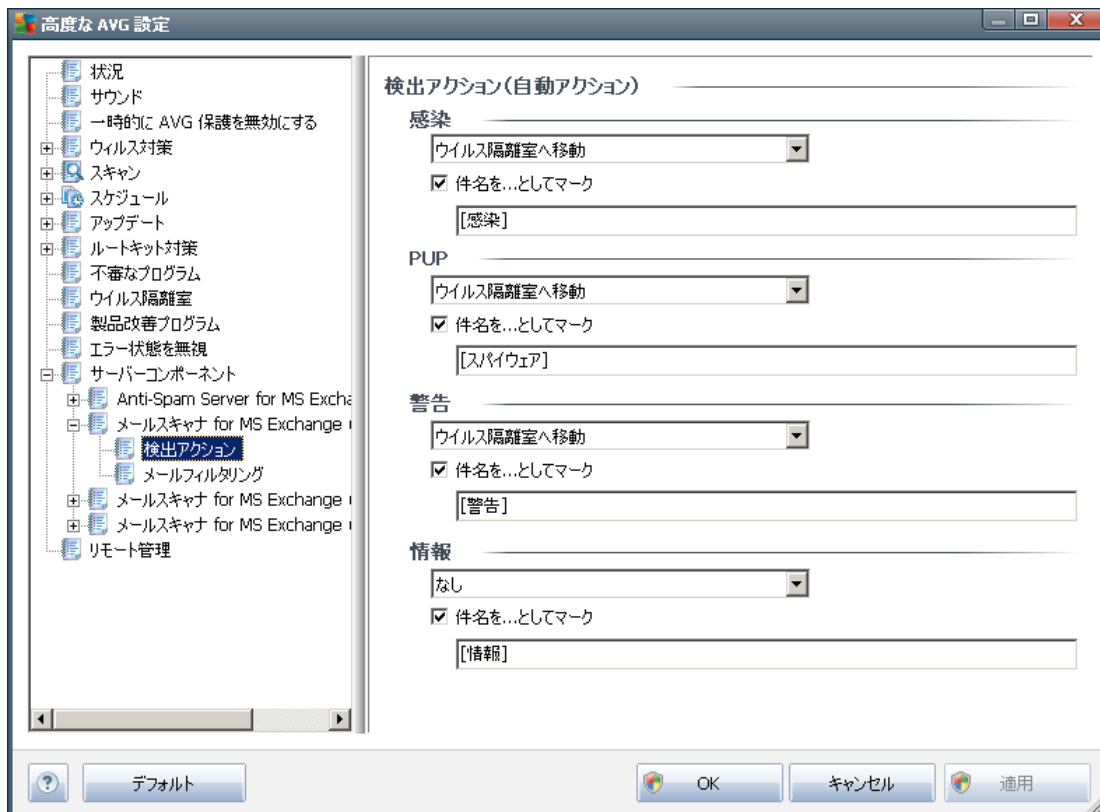 高度な AVG 設定
状況
サウンド
一時的に AVG 保護を無効にする
ウィルス対策
スキャン
スケジュール
アップデート
ルートキット対策
不審なプログラム
ウイルス隔離室
製品改善プログラム
エラー状態を無視
サーバーコンポーネント
Anti-Spam Server for MS Excha
メールスキャナ for MS Exchange
検出アクション
メールフィルタリング
メールスキャナ for MS Exchange
メールスキャナ for MS Exchange
リモート管理
検出アクション(自動アクション)
感染
ウイルス隔離室へ移動
件名を...としてマーク
[感染]
PUP
ウイルス隔離室へ移動
件名を...としてマーク
[スパイウェア]
警告
ウイルス隔離室へ移動
件名を...としてマーク
[警告]
情報
なし
件名を...としてマーク
[情報]
?
デフォルト
OK
キャンセル
適用